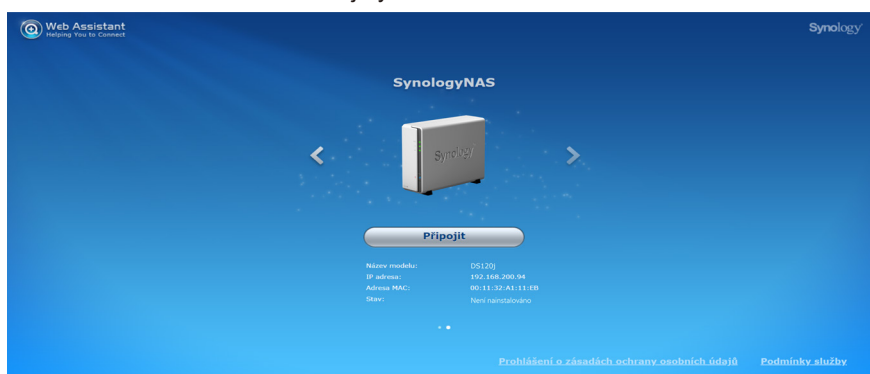 Web Assistant
Helping You to Connect
Synology
SynologyNAS
Synology
Připojit
Název modelu: DS120j
IP adresa: 192.168.200.94
Adresa MAC: 00:11:32:A1:11:EB
Stav: Není nainstalováno
Prohlášení o zásadách ochrany osobních údajů Podmínky služby